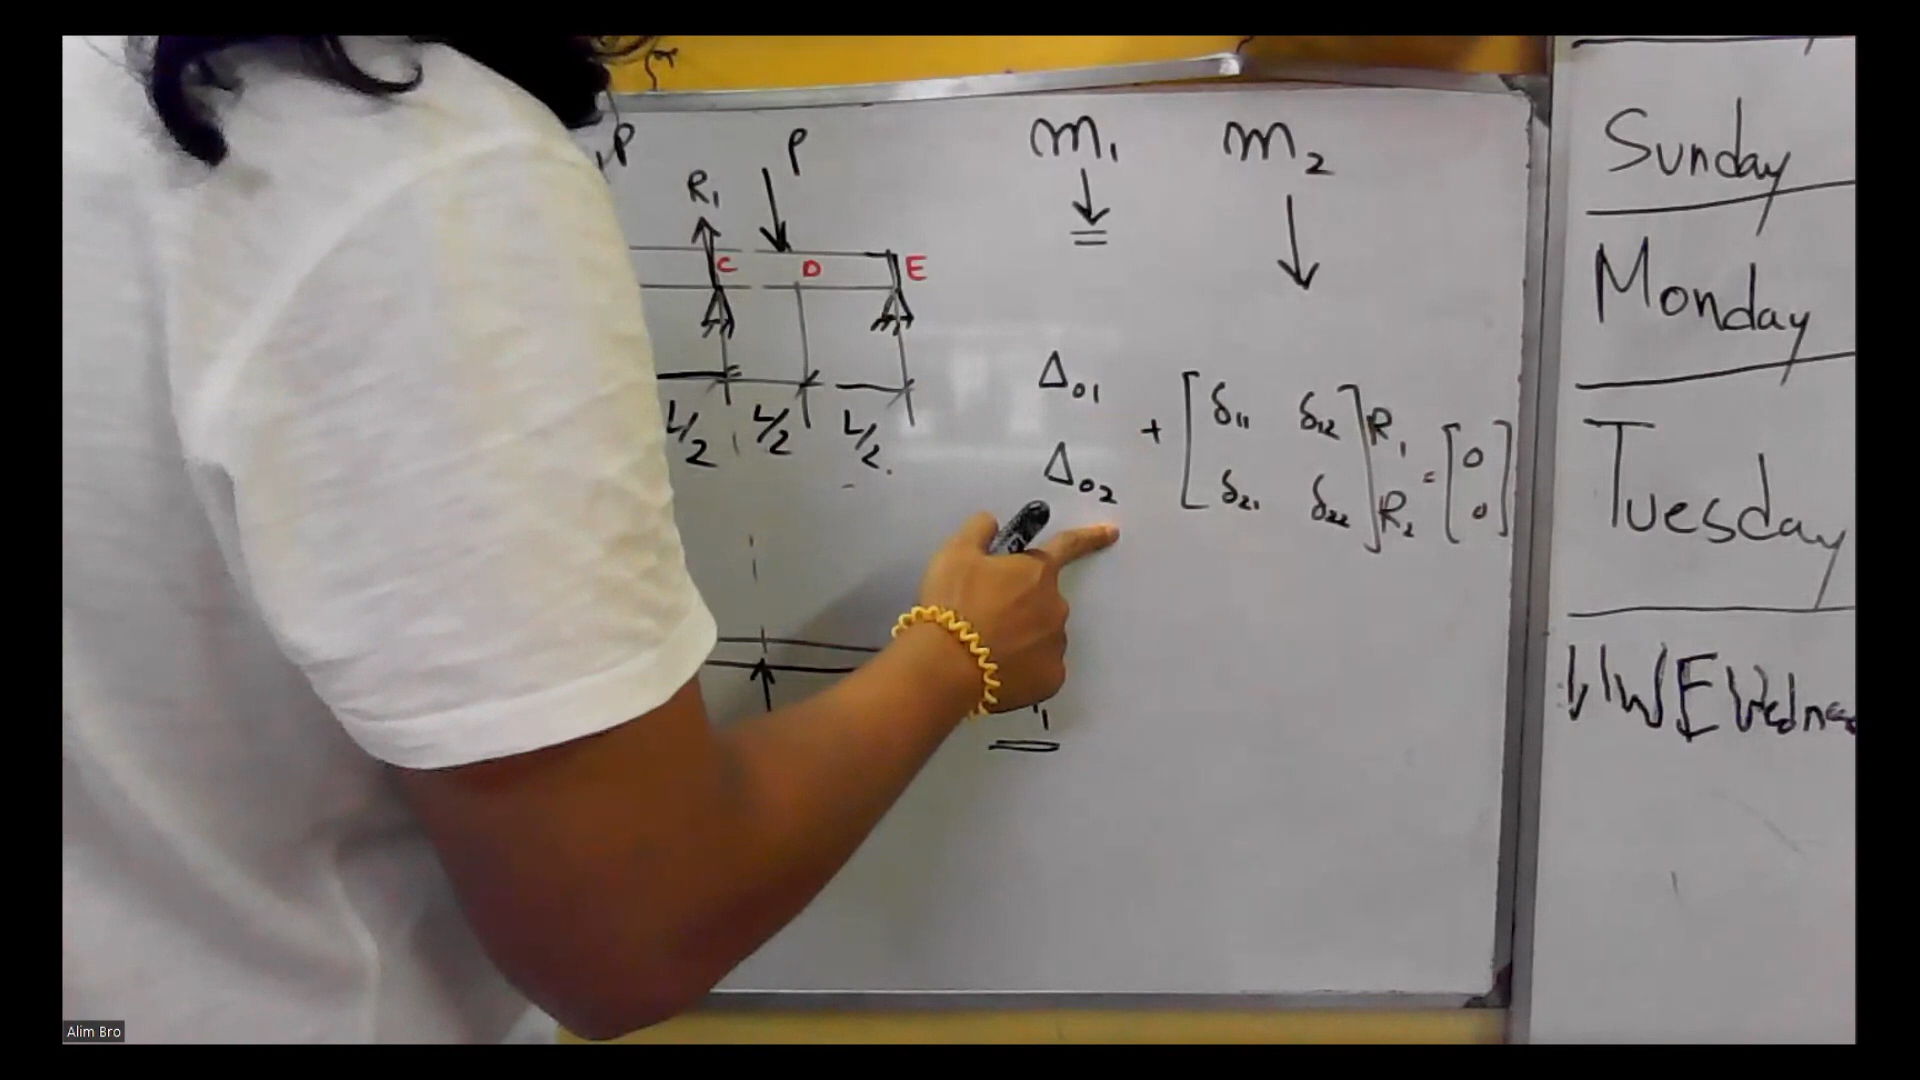 P
P
R₁
C
D
E
L/2
L/2
L/2
m₁
m₂
Δ₀₁
Δ₀₂
+ [δ₁₁ δ₁₂
δ₂₁ δ₂₂] R₁
R₂ = [0
0]
Sunday
Monday
Tuesday
Alim Bro